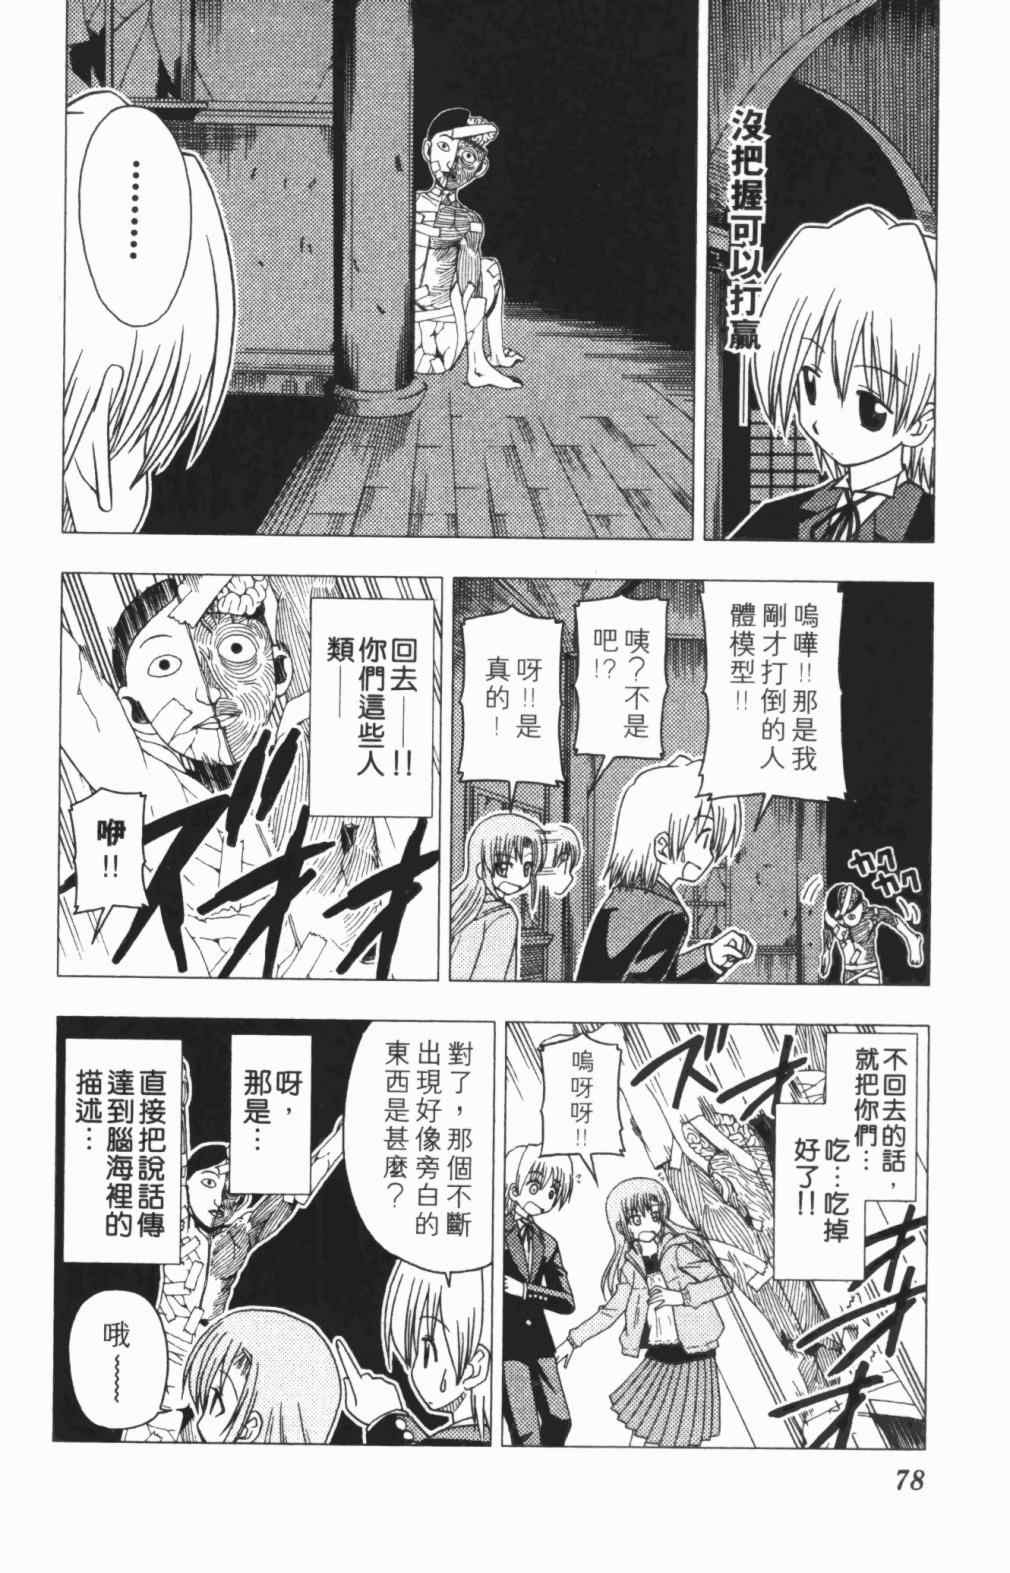 沒把握可以打贏──
………
嗚嘩!!那是我
剛才打倒的人
體模型!!
咦?不是
吧!?
呀!!是
真的!
カク
カク
回去──!!
你們這些人
類──
咿!!
ズオオオ
不回去的話,
就把你們…
吃…吃掉
好了!!
ズオオオオオ
嗚呀呀!!
對了,那個不斷
出現好像旁白的
東西是甚麼?
呀,
那是…
直接把說話傳
達到腦海裡的
描述…
哦~~~
78